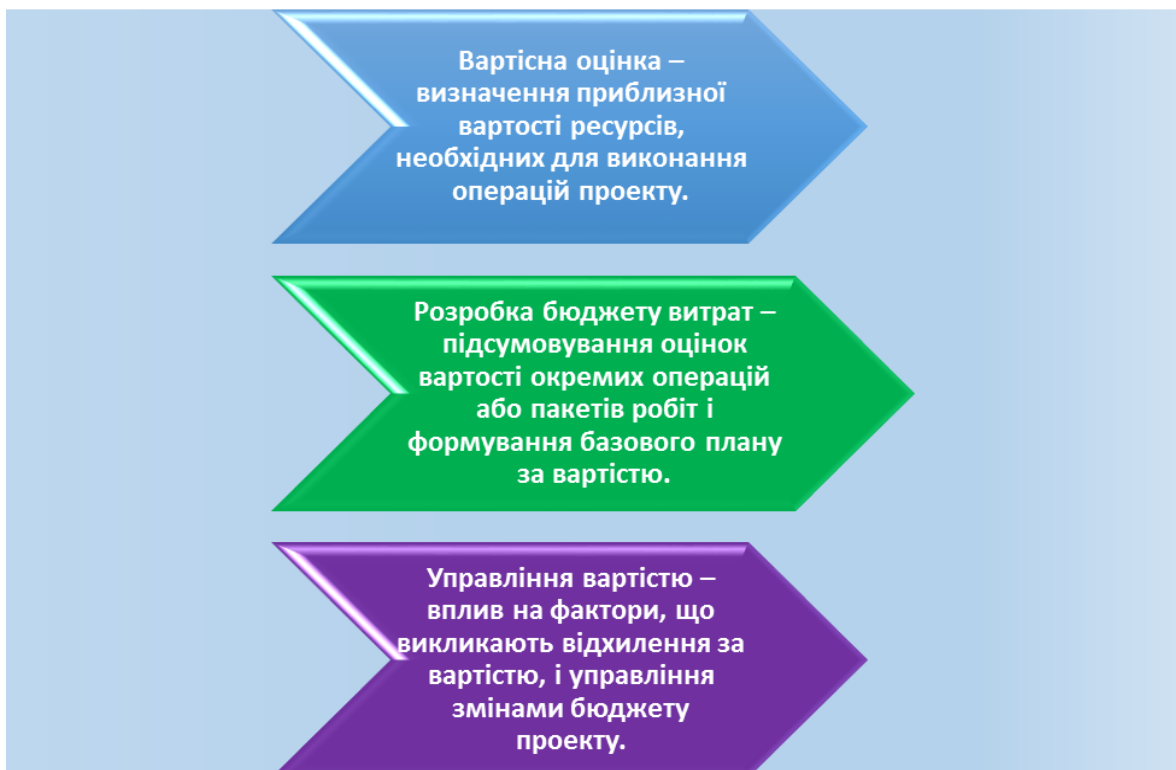 Вартісна оцінка –
визначення приблизної
вартості ресурсів,
необхідних для виконання
операцій проекту.
Розробка бюджету витрат –
підсумовування оцінок
вартості окремих операцій
або пакетів робіт і
формування базового плану
за вартістю.
Управління вартістю –
вплив на фактори, що
викликають відхилення за
вартістю, і управління
змінами бюджету
проекту.